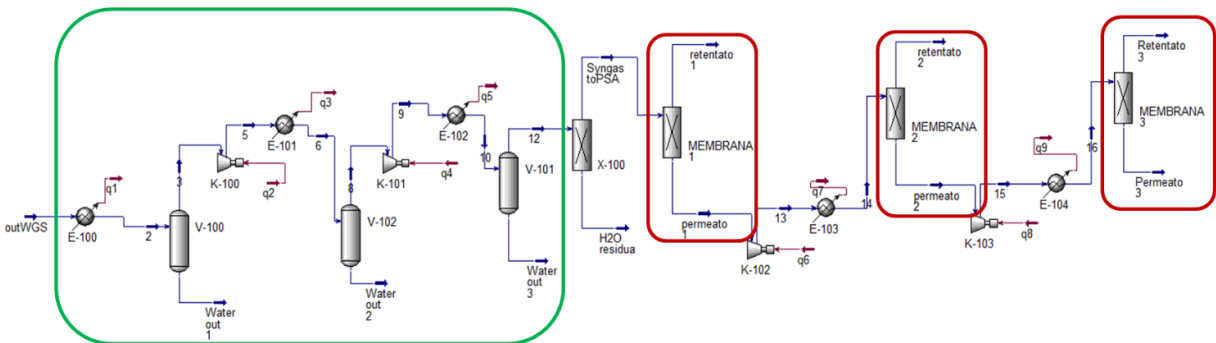 outWGS
E-100
q1
2
3
V-100
Water
out
1
K-100
5
q2
E-101
q3
6
8
V-102
Water
out
2
K-101
9
q4
E-102
q5
10
12
V-101
Water
out
3
X-100
Syngas
toPSA
H2O
residua
retentato
1
MEMBRANA
1
permeato
1
K-102
q6
13
q7
E-103
14
retentato
2
MEMBRANA
2
permeato
2
K-103
q8
15
q9
E-104
16
Retentato
3
MEMBRANA
3
Permeato
3